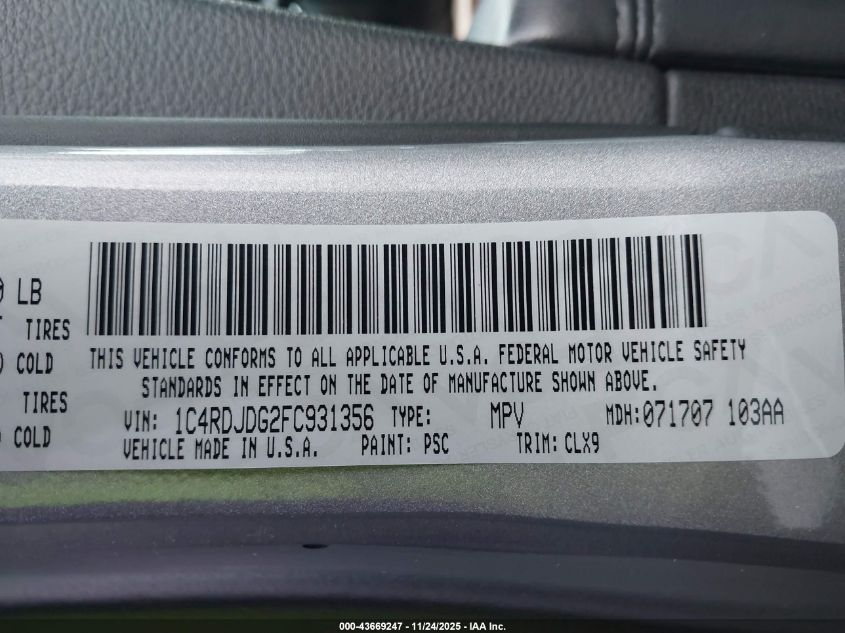 LB
TIRES
COLD
TIRES
COLD
THIS VEHICLE CONFORMS TO ALL APPLICABLE U.S.A. FEDERAL MOTOR VEHICLE SAFETY
STANDARDS IN EFFECT ON THE DATE OF MANUFACTURE SHOWN ABOVE.
VIN: 1C4RDJDG2FC931356 TYPE: MPV MDH:071707 103AA
VEHICLE MADE IN U.S.A. PAINT: PSC TRIM: CLX9
000-43669247 - 11/24/2025 - IAA Inc.